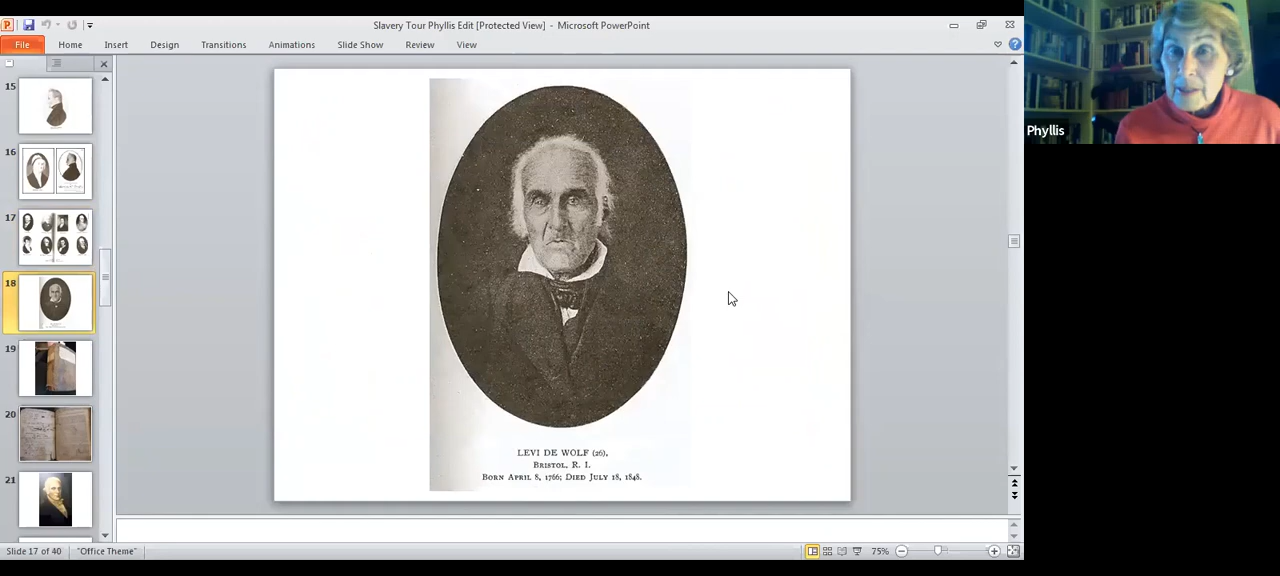 Slavery Tour Phyllis Edit [Protected View] - Microsoft PowerPoint
File Home Insert Design Transitions Animations Slide Show Review View
Phyllis
15
16
17
18
19
20
21
LEVI DE WOLF (26),
BRISTOL, R. I.
BORN APRIL 8, 1766; DIED JULY 18, 1848.
Slide 17 of 40 "Office Theme" 75%